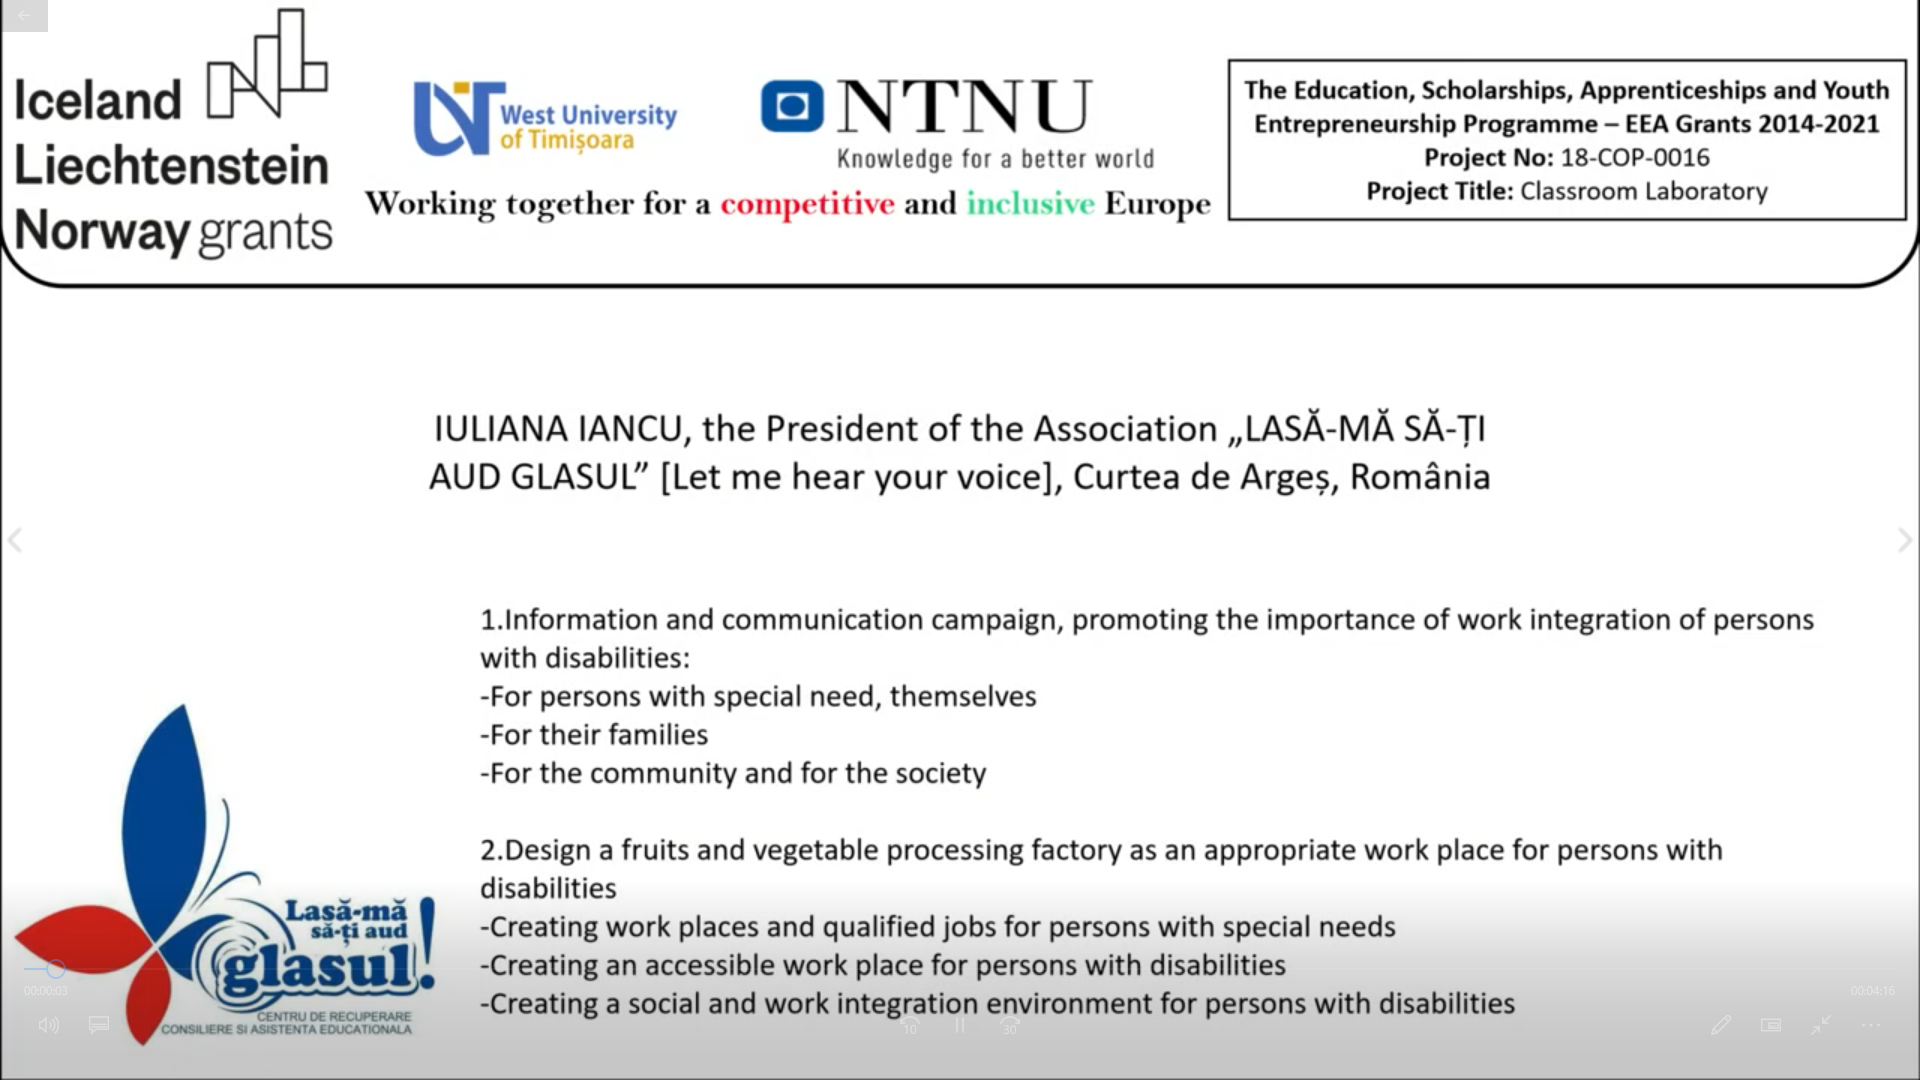 Iceland
Liechtenstein
Norway grants
West University
of Timișoara
NTNU
Knowledge for a better world
Working together for a competitive and inclusive Europe
The Education, Scholarships, Apprenticeships and Youth
Entrepreneurship Programme – EEA Grants 2014-2021
Project No: 18-COP-0016
Project Title: Classroom Laboratory
IULIANA IANCU, the President of the Association „LASĂ-MĂ SĂ-ȚI
AUD GLASUL” [Let me hear your voice], Curtea de Argeș, România
1.Information and communication campaign, promoting the importance of work integration of persons
with disabilities:
-For persons with special need, themselves
-For their families
-For the community and for the society
2.Design a fruits and vegetable processing factory as an appropriate work place for persons with
disabilities
-Creating work places and qualified jobs for persons with special needs
-Creating an accessible work place for persons with disabilities
-Creating a social and work integration environment for persons with disabilities
Lasă-mă
să-ți aud
glasul!
CENTRU DE RECUPERARE
CONSILIERE SI ASISTENTA EDUCATIONALA
00:00:03
00:04:16
10
30